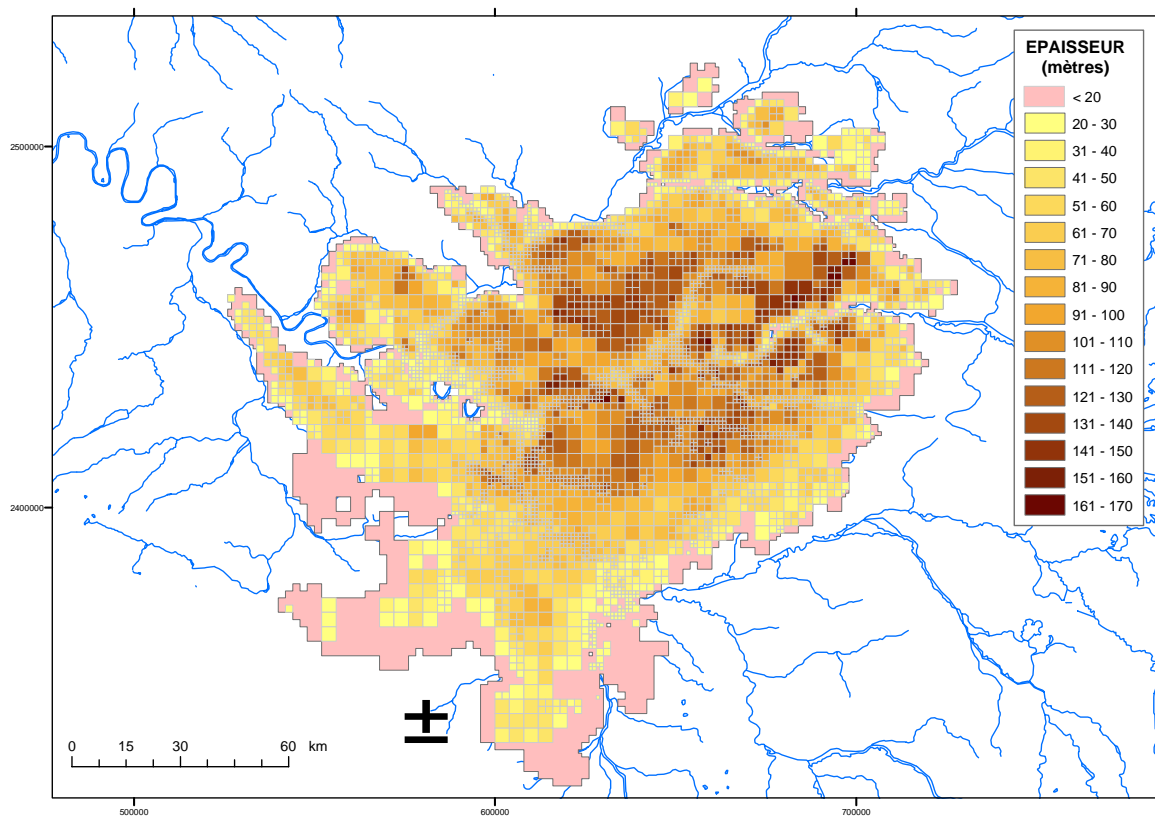 EPAISSEUR
(mètres)
< 20
20 - 30
31 - 40
41 - 50
51 - 60
61 - 70
71 - 80
81 - 90
91 - 100
101 - 110
111 - 120
121 - 130
131 - 140
141 - 150
151 - 160
161 - 170
2500000
2400000
0 15 30 60 km
500000 600000 700000